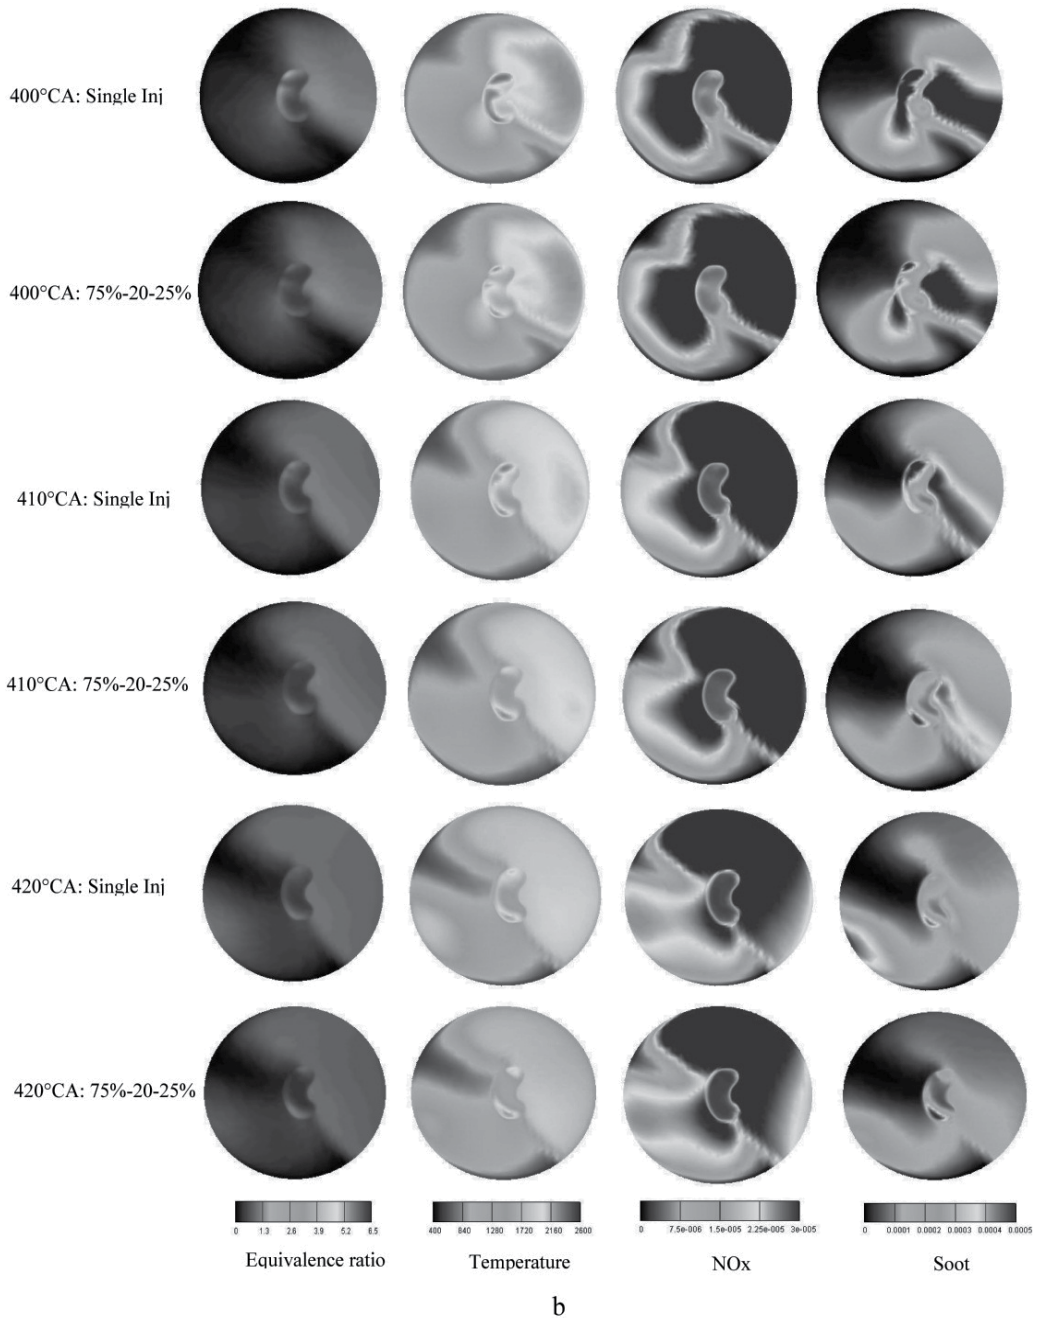 400°CA: Single Inj
400°CA: 75%-20-25%
410°CA: Single Inj
410°CA: 75%-20-25%
420°CA: Single Inj
420°CA: 75%-20-25%
0 1.3 2.6 3.9 5.2 6.5
400 840 1280 1720 2160 2600
0 7.5e-006 1.5e-005 2.25e-005 3e-005
0 0.0001 0.0002 0.0003 0.0004 0.0005
Equivalence ratio
Temperature
NOx
Soot
b